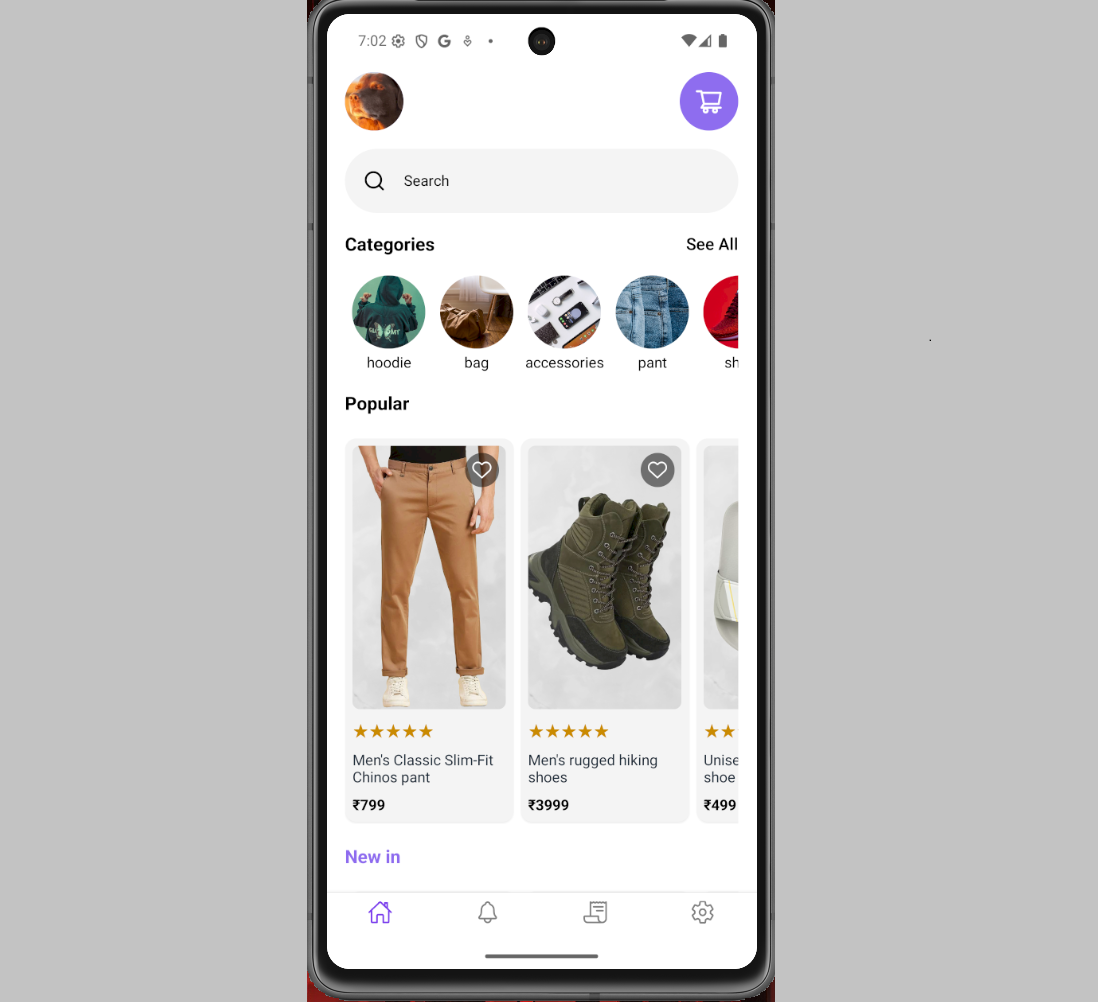 7:02
Search
Categories
See All
hoodie
bag
accessories
pant
sh
Popular
★★★★★
★★★★★
★★
Men's Classic Slim-Fit
Chinos pant
₹799
Men's rugged hiking
shoes
₹3999
Unise
shoe
₹499
New in